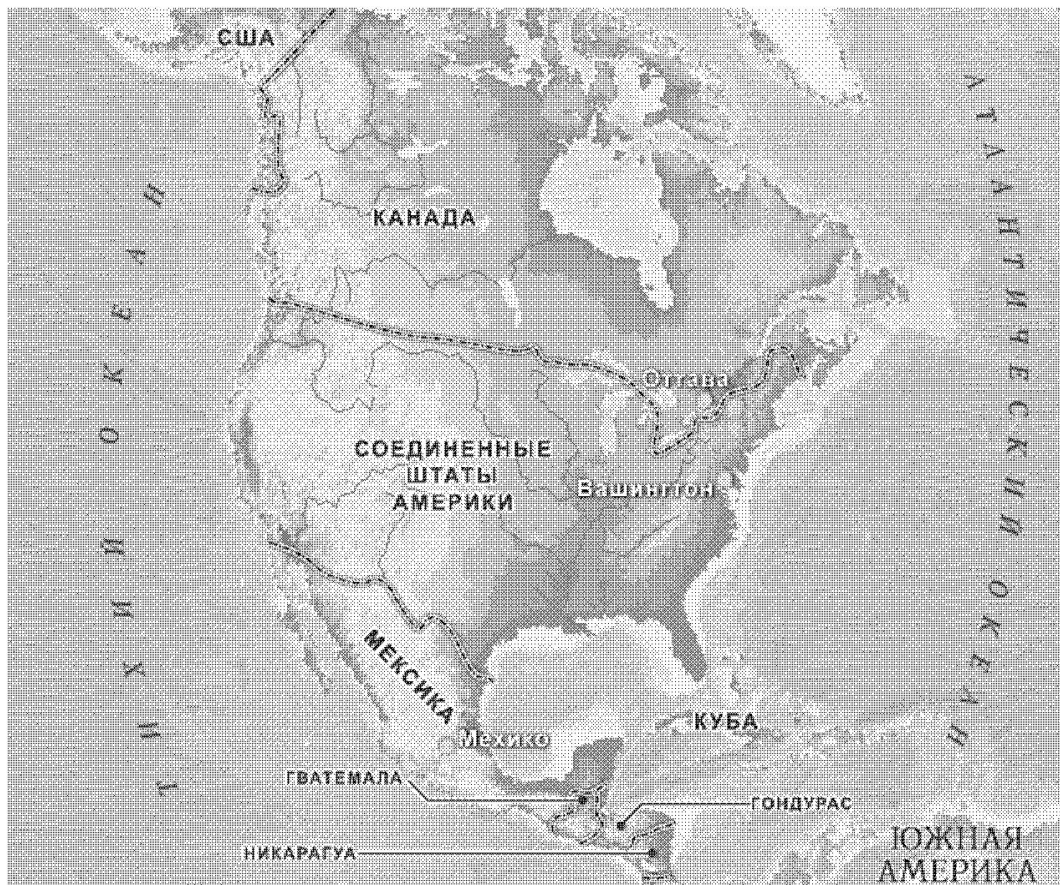 США
КАНАДА
Оттава
СОЕДИНЕННЫЕ
ШТАТЫ
АМЕРИКИ
Вашингтон
МЕКСИКА
Мехико
КУБА
ГВАТЕМАЛА
ГОНДУРАС
НИКАРАГУА
ЮЖНАЯ
АМЕРИКА
ТИХИЙ ОКЕАН
АТЛАНТИЧЕСКИЙ ОКЕАН